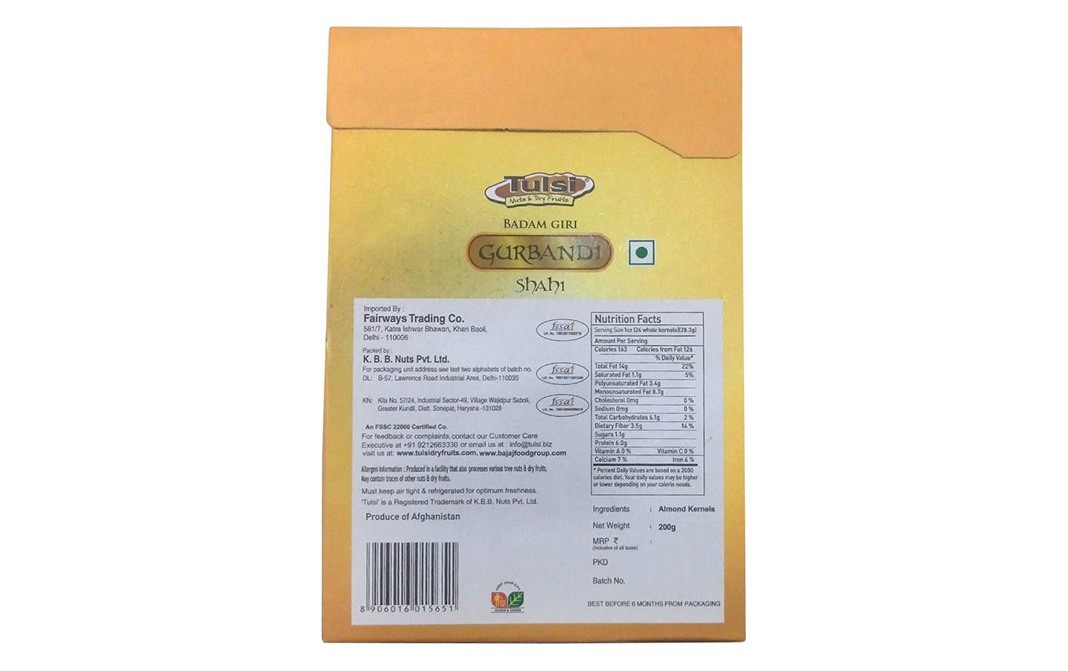 Tulsi
Nuts & Dry Fruits
BADAM GIRI
GURBANDI
SHAHI
Imported By :
Fairways Trading Co.
581/7, Katra Ishwar Bhawan, Khari Baoli,
Delhi - 110006
Packed by :
K. B. B. Nuts Pvt. Ltd.
For packaging unit address see last two alphabets of batch no.
DL: B-57, Lawrence Road Industrial Area, Delhi-110035
KN: Kila No. 57/24, Industrial Sector-49, Village Wajidpur Saboli,
Greater Kundli, Distt. Sonepat, Haryana -131028
fssai
fssai
fssai
An FSSC 22000 Certified Co.
For feedback or complaints, contact our Customer Care
Executive at +91 9212663330 or email us at : info@tulsi.biz
visit us at: www.tulsidryfruits.com, www.bajajfoodgroup.com
Allergen Information : Produced in a facility that also processes various tree nuts & dry fruits.
May contain traces of other nuts & dry fruits.
Must keep air tight & refrigerated for optimum freshness.
'Tulsi' is a Registered Trademark of K.B.B. Nuts Pvt. Ltd.
Produce of Afghanistan
8 906016 015651
Nutrition Facts
Serving Size 1oz (24 whole kernels)(28.3g)
Amount Per Serving
Calories 163 Calories from Fat 126
% Daily Value*
Total Fat 14g 22%
Saturated Fat 1.1g 5%
Polyunsaturated Fat 3.4g
Monounsaturated Fat 8.7g
Cholesterol 0mg 0 %
Sodium 0mg 0 %
Total Carbohydrates 6.1g 2 %
Dietary Fiber 3.5g 14 %
Sugars 1.1g
Protein 6.0g
Vitamin A 0 % Vitamin C 0 %
Calcium 7 % Iron 6 %
* Percent Daily Values are based on a 2000
calories diet. Your daily values may be higher
or lower depending on your calorie needs.
Ingredients : Almond Kernels
Net Weight : 200g
MRP ₹ :
(Inclusive of all taxes)
PKD
Batch No.
BEST BEFORE 6 MONTHS FROM PACKAGING